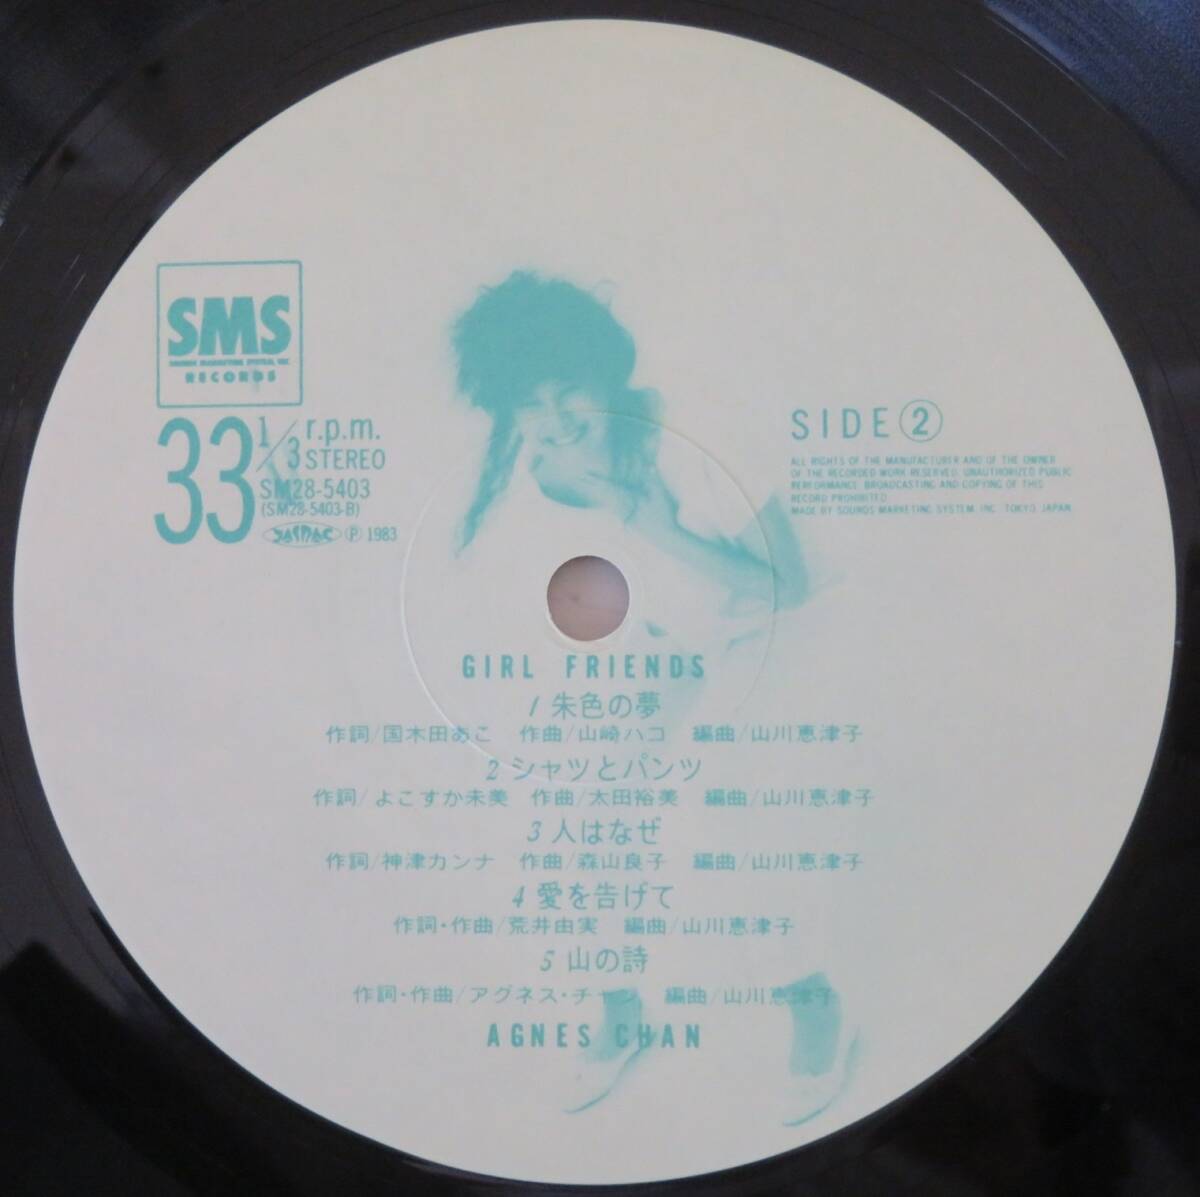 SMS
SOUNDS MARKETING SYSTEM, INC.
RECORDS
33 1/3 r.p.m.
STEREO
SM28-5403
(SM28-5403-B)
JASRAC Ⓟ 1983
SIDE ②
ALL RIGHTS OF THE MANUFACTURER AND OF THE OWNER
OF THE RECORDED WORK RESERVED. UNAUTHORIZED PUBLIC
PERFORMANCE. BROADCASTING AND COPYING OF THIS
RECORD PROHIBITED.
MADE BY SOUNDS MARKETING SYSTEM, INC. TOKYO, JAPAN
GIRL FRIENDS
1 朱色の夢
作詞/国木田あこ 作曲/山崎ハコ 編曲/山川恵津子
2 シャツとパンツ
作詞/よこすか未美 作曲/太田裕美 編曲/山川恵津子
3 人はなぜ
作詞/神津カンナ 作曲/森山良子 編曲/山川恵津子
4 愛を告げて
作詞・作曲/荒井由実 編曲/山川恵津子
5 山の詩
作詞・作曲/アグネス・チャン 編曲/山川恵津子
AGNES CHAN